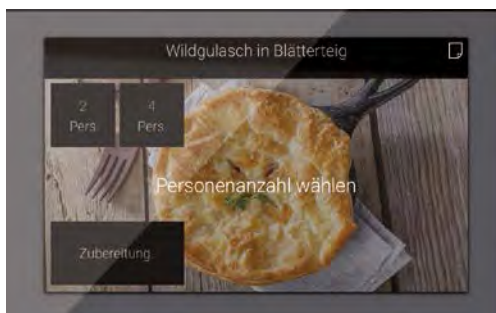 Wildgulasch in Blätterteig
2
Pers.
4
Pers.
Personenanzahl wählen
Zubereitung